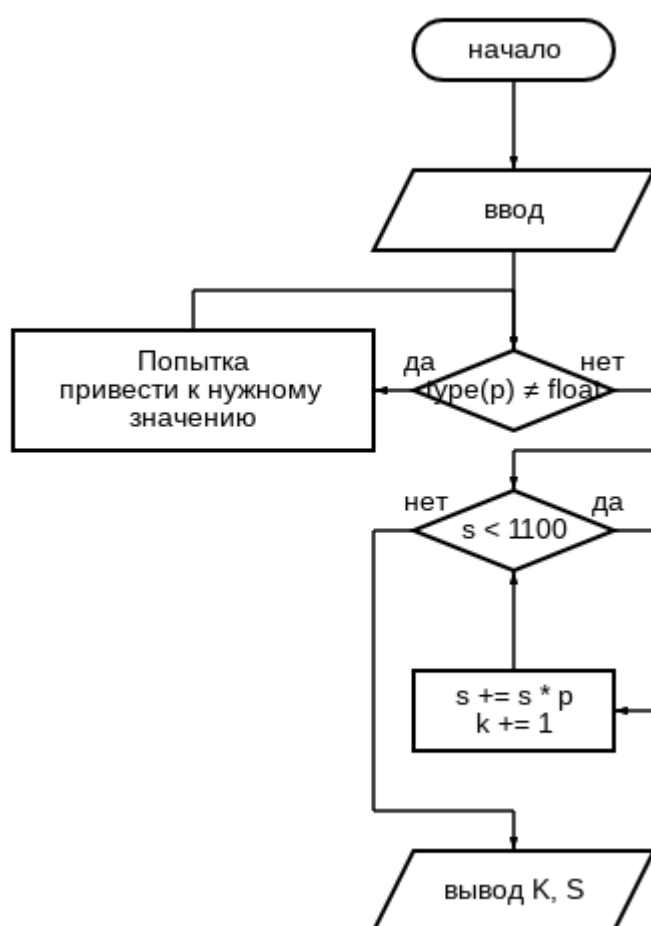 начало
ввод
Попытка
привести к нужному
значению
да
нет
type(p) ≠ float
нет
да
s < 1100
s += s * p
k += 1
вывод K, S